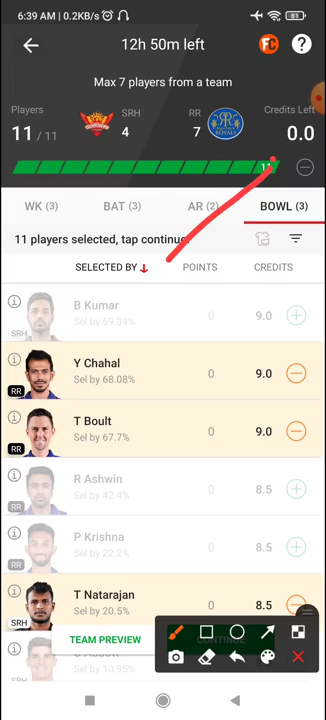 6:39 AM | 0.2KB/s
81
12h 50m left
FC
?
Max 7 players from a team
Players
11 / 11
SRH
4
RR
7
ROYALS
Credits Left
0.0
11
WK (3)
BAT (3)
AR (2)
BOWL (3)
11 players selected, tap continue.
SELECTED BY
POINTS
CREDITS
B Kumar
Sel by 69.39%
SRH
0
9.0
Y Chahal
Sel by 68.08%
RR
0
9.0
T Boult
Sel by 67.7%
RR
0
9.0
R Ashwin
Sel by 42.4%
RR
0
8.5
P Krishna
Sel by 22.2%
RR
0
8.5
T Natarajan
Sel by 20.5%
SRH
0
8.5
Sel by 10.95%
TEAM PREVIEW
CONTINUE